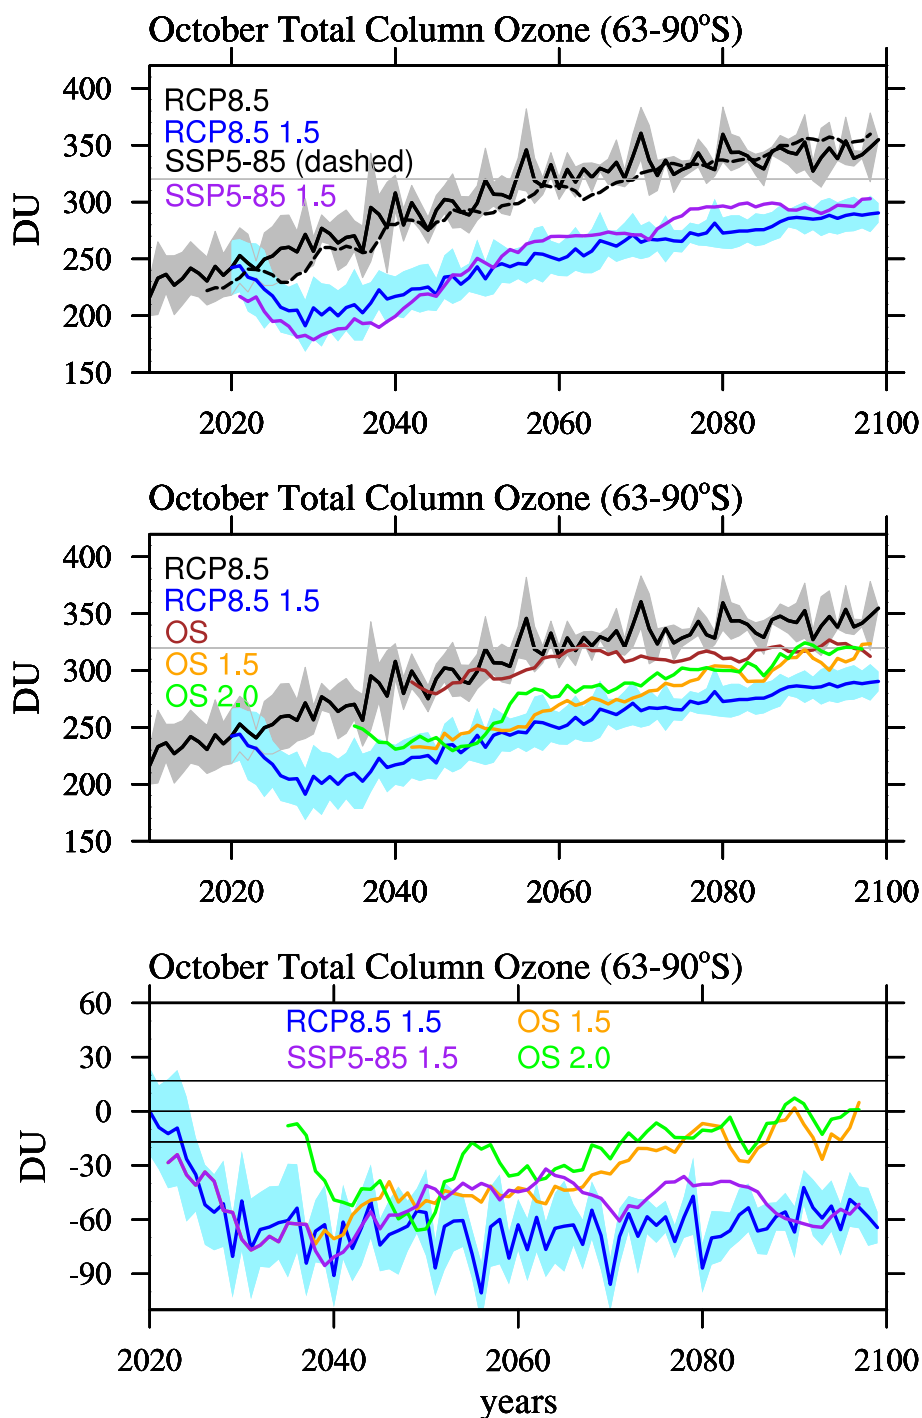 October Total Column Ozone (63-90°S)
400
350
300
250
200
150
DU
RCP8.5
RCP8.5 1.5
SSP5-85 (dashed)
SSP5-85 1.5
2020 2040 2060 2080 2100
October Total Column Ozone (63-90°S)
400
350
300
250
200
150
DU
RCP8.5
RCP8.5 1.5
OS
OS 1.5
OS 2.0
2020 2040 2060 2080 2100
October Total Column Ozone (63-90°S)
60
30
0
-30
-60
-90
DU
RCP8.5 1.5 OS 1.5
SSP5-85 1.5 OS 2.0
2020 2040 2060 2080 2100
years